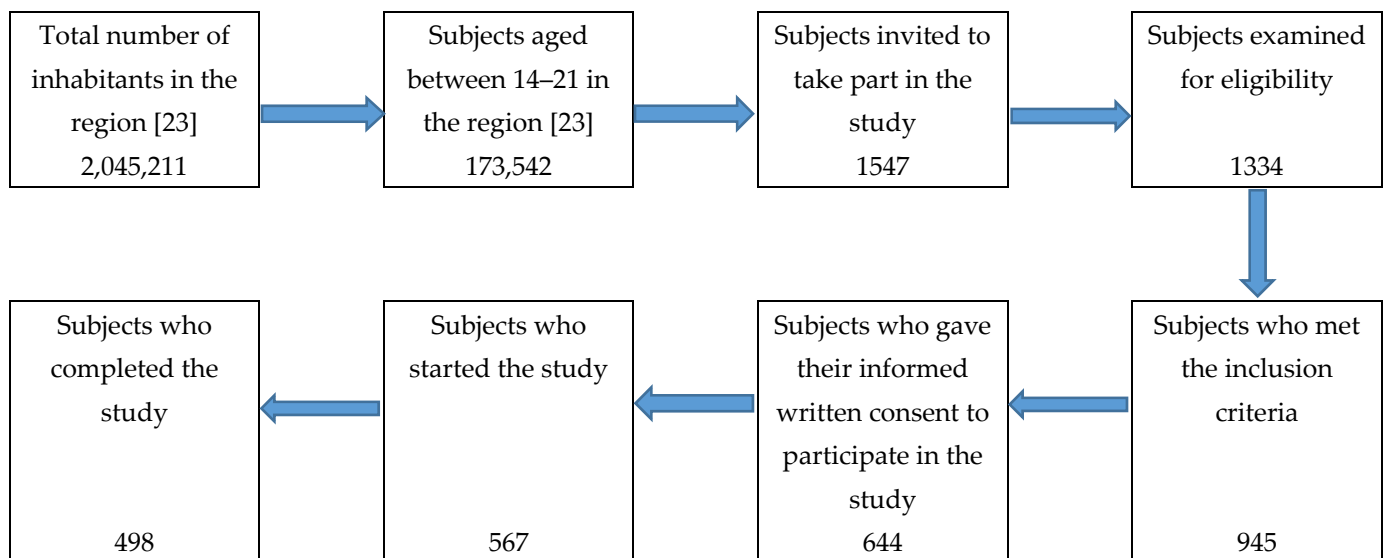 Total number of
inhabitants in the
region [23]
2,045,211
Subjects aged
between 14–21 in
the region [23]
173,542
Subjects invited to
take part in the
study
1547
Subjects examined
for eligibility
1334
Subjects who met
the inclusion
criteria
945
Subjects who gave
their informed
written consent to
participate in the
study
644
Subjects who
started the study
567
Subjects who
completed the
study
498